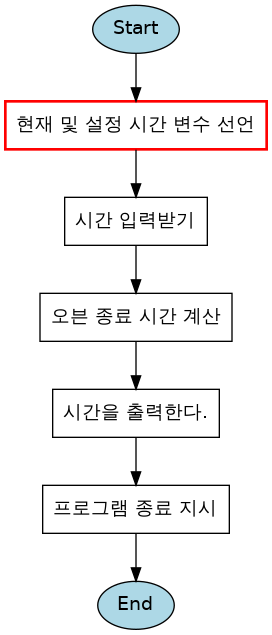 Start
현재 및 설정 시간 변수 선언
시간 입력받기
오븐 종료 시간 계산
시간을 출력한다.
프로그램 종료 지시
End